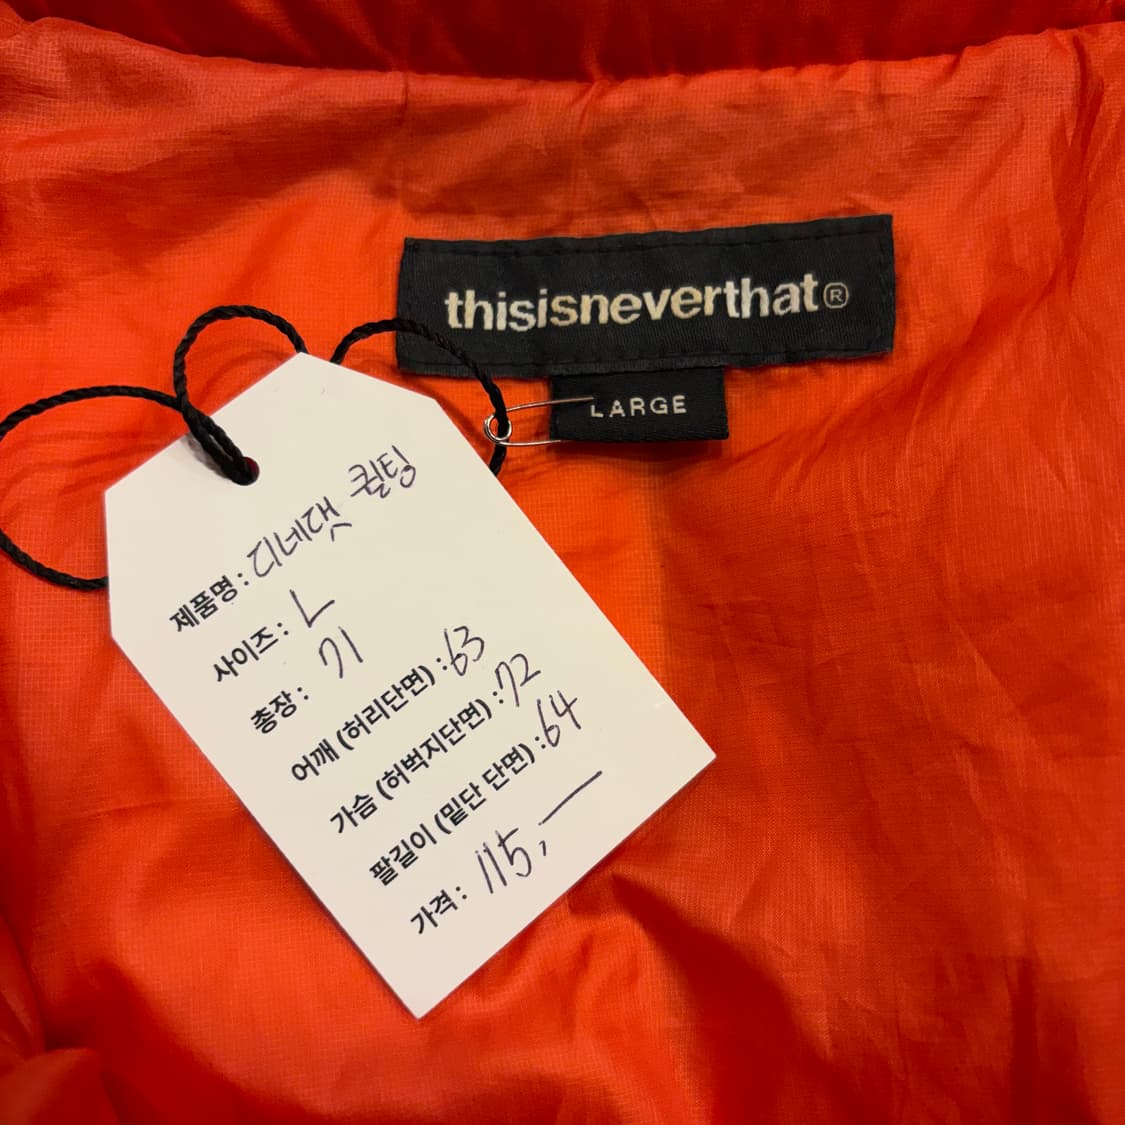 thisisneverthat®
LARGE
제품명 : 디네댓 퀼팅
사이즈 : L
총장 : 71
어깨 (허리단면) : 63
가슴 (허벅지단면) : 72
팔길이 (밑단 단면) : 64
가격 : 115,—